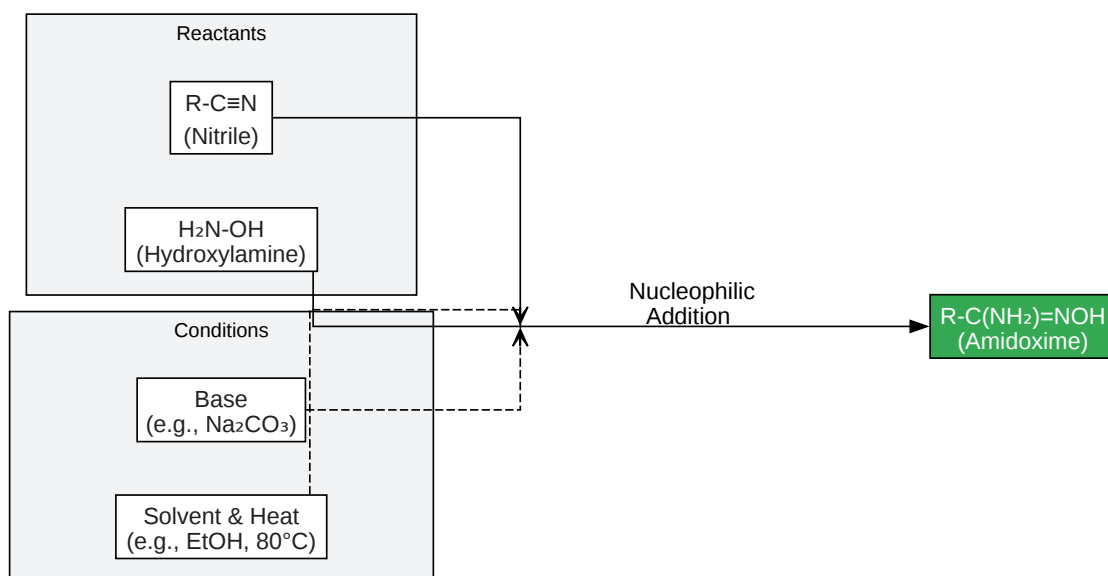 Reactants
R-C≡N
(Nitrile)
H₂N-OH
(Hydroxylamine)
Conditions
Base
(e.g., Na₂CO₃)
Solvent & Heat
(e.g., EtOH, 80°C)
Nucleophilic
Addition
R-C(NH₂)=NOH
(Amidoxime)